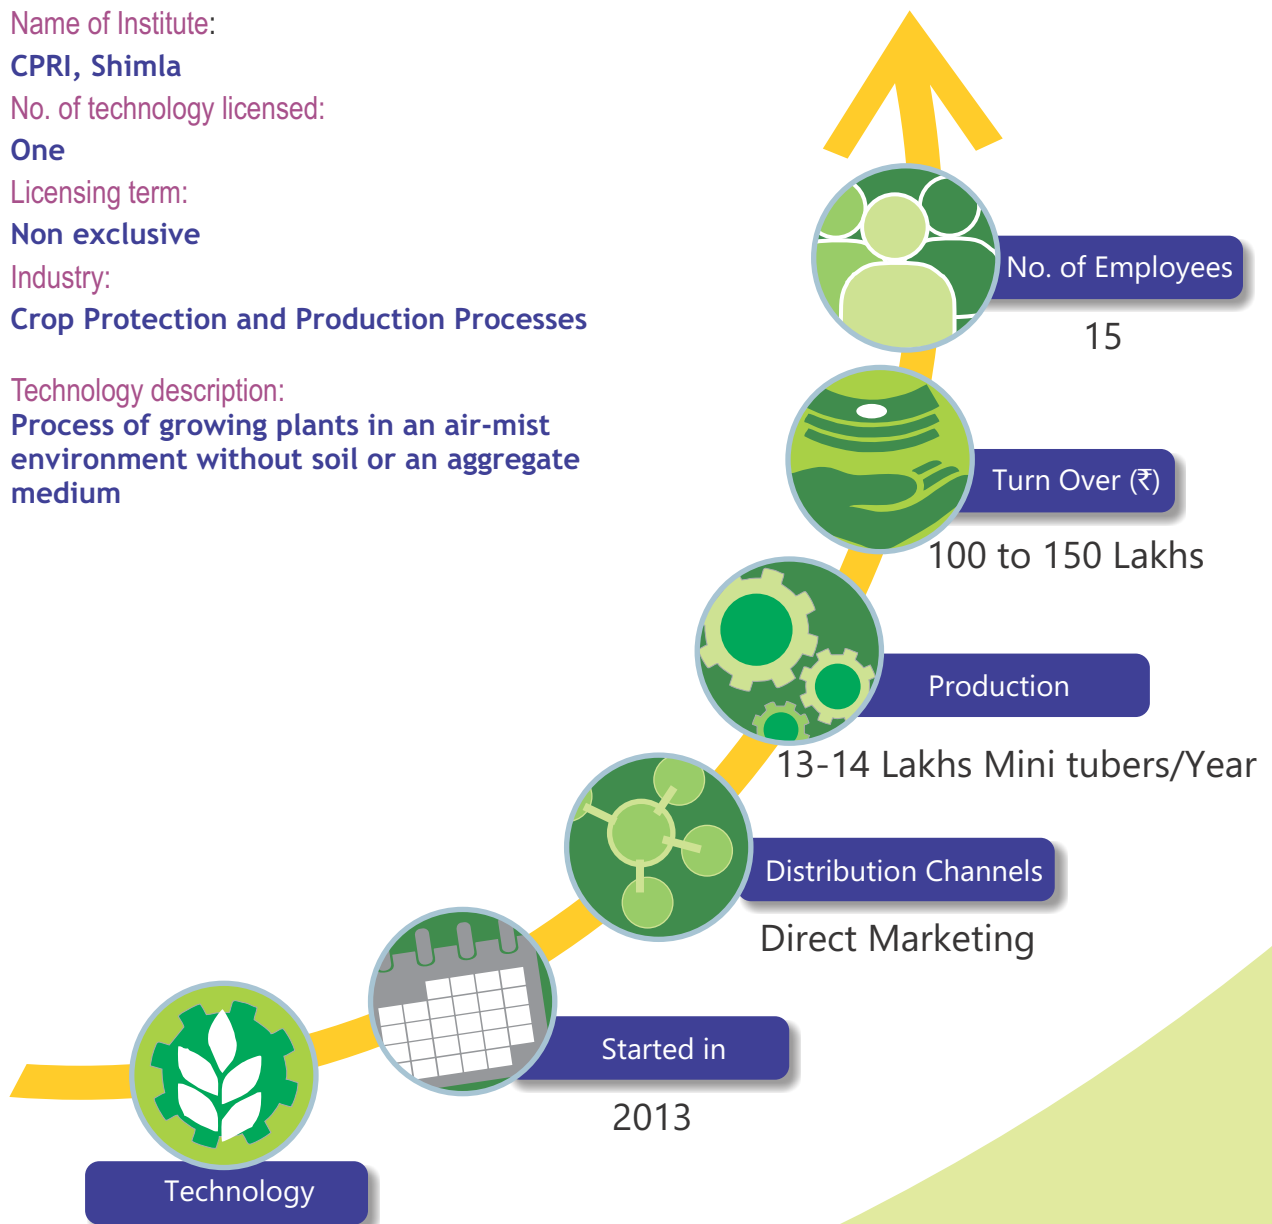 Name of Institute:
CPRI, Shimla
No. of technology licensed:
One
Licensing term:
Non exclusive
Industry:
Crop Protection and Production Processes
Technology description:
Process of growing plants in an air-mist
environment without soil or an aggregate
medium
No. of Employees
15
Turn Over (₹)
100 to 150 Lakhs
Production
13-14 Lakhs Mini tubers/Year
Distribution Channels
Direct Marketing
Started in
2013
Technology